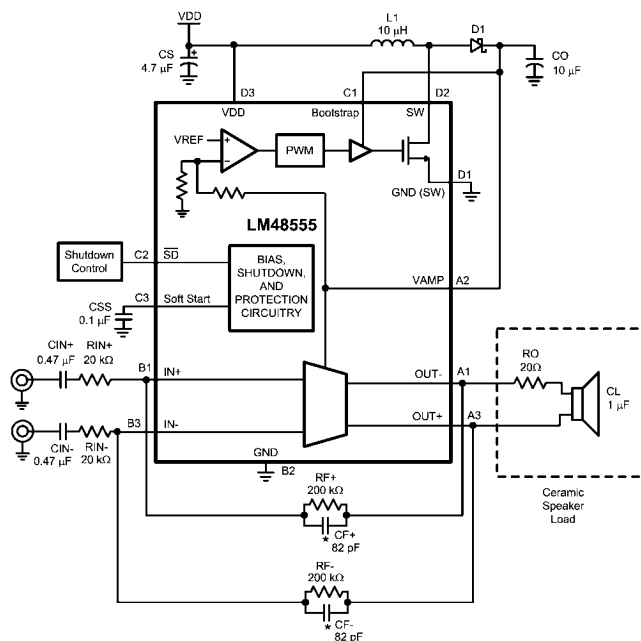 VDD
L1
10 μH
D1
CS
4.7 μF
+
CO
10 μF
D3
C1
D2
VDD
Bootstrap
SW
VREF
+
−
PWM
D1
GND (SW)
LM48555
Shutdown
Control
C2
SD
BIAS,
SHUTDOWN,
AND
PROTECTION
CIRCUITRY
VAMP
A2
CSS
0.1 μF
C3
Soft Start
CIN+
0.47 μF
RIN+
20 kΩ
B1
IN+
OUT-
A1
RO
20Ω
CL
1 μF
B3
IN-
OUT+
A3
CIN-
0.47 μF
RIN-
20 kΩ
GND
B2
Ceramic
Speaker
Load
RF+
200 kΩ
* CF+
82 pF
RF-
200 kΩ
* CF-
82 pF